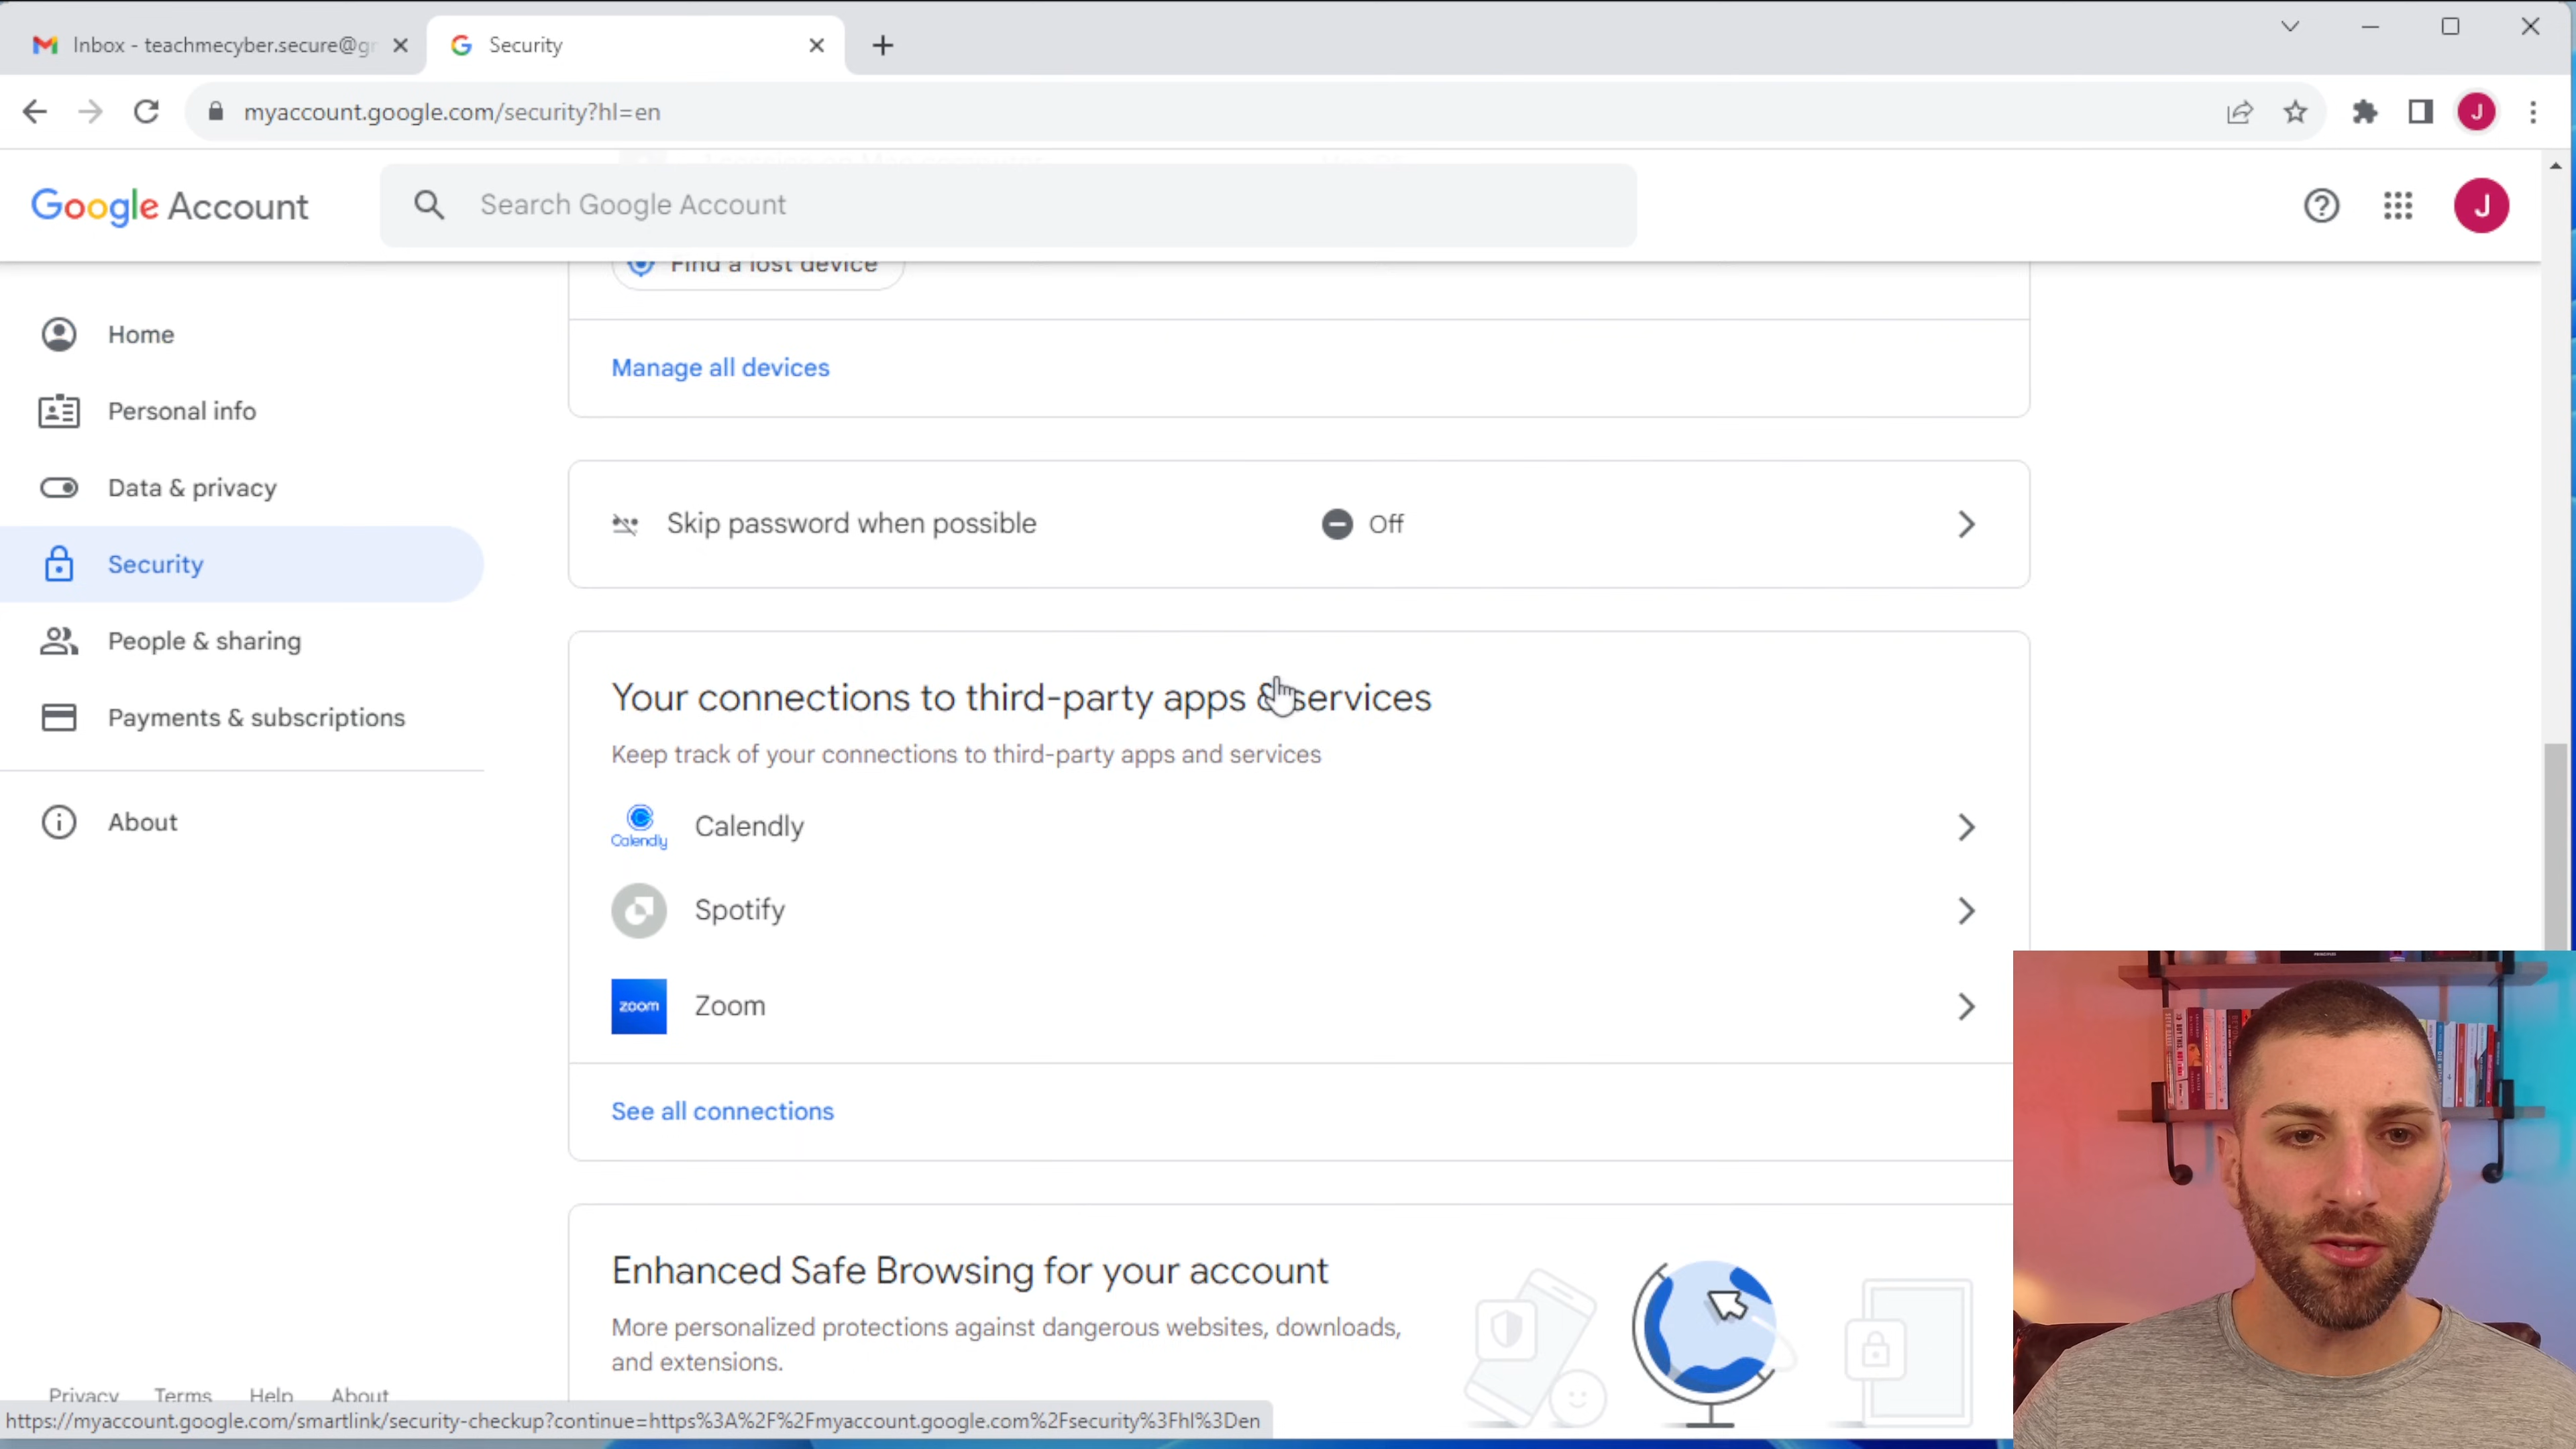 Inbox - teachmecyber.secure@gr
Security
myaccount.google.com/security?hl=en
Google Account
Search Google Account
Find a lost device
Home
Personal info
Data & privacy
Security
People & sharing
Payments & subscriptions
About
Manage all devices
Skip password when possible
Off
Your connections to third-party apps & services
Keep track of your connections to third-party apps and services
Calendly
Calendly
Spotify
zoom
Zoom
See all connections
Enhanced Safe Browsing for your account
More personalized protections against dangerous websites, downloads,
and extensions.
Privacy Terms Help About
https://myaccount.google.com/smartlink/security-checkup?continue=https%3A%2F%2Fmyaccount.google.com%2Fsecurity%3Fhl%3Den
J
J